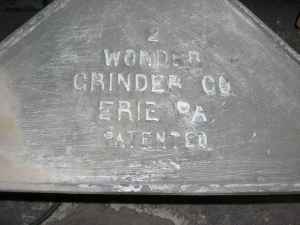 2
WONDER
GRINDER CO
ERIE PA
PATENTED